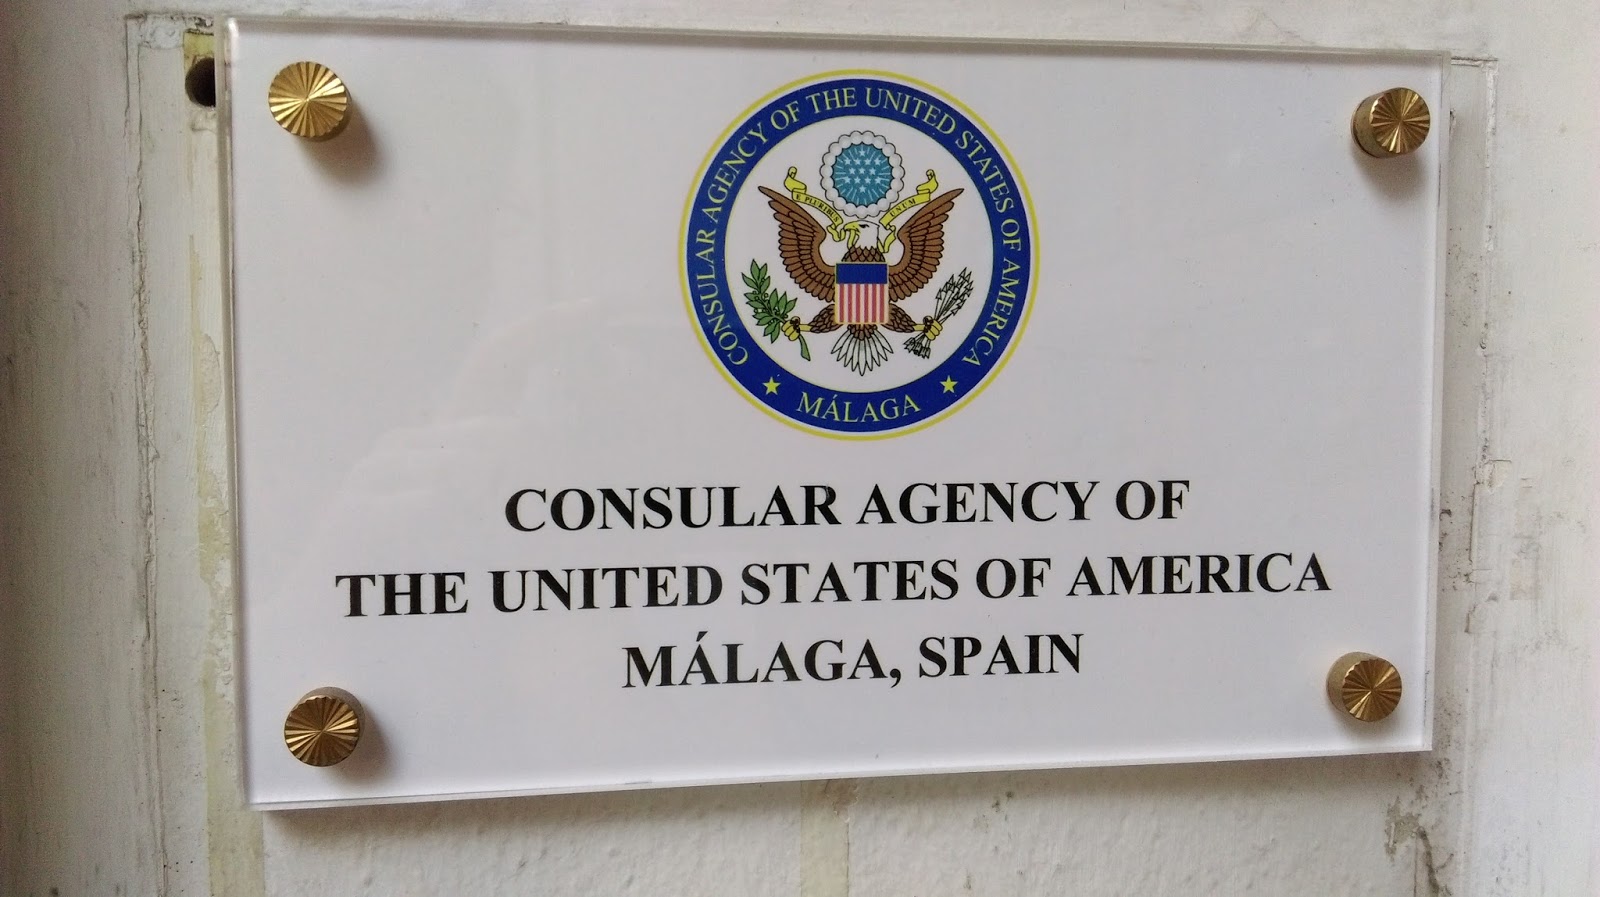 CONSULAR AGENCY OF THE UNITED STATES OF AMERICA
E PLURIBUS UNUM
MÁLAGA
CONSULAR AGENCY OF
THE UNITED STATES OF AMERICA
MÁLAGA, SPAIN